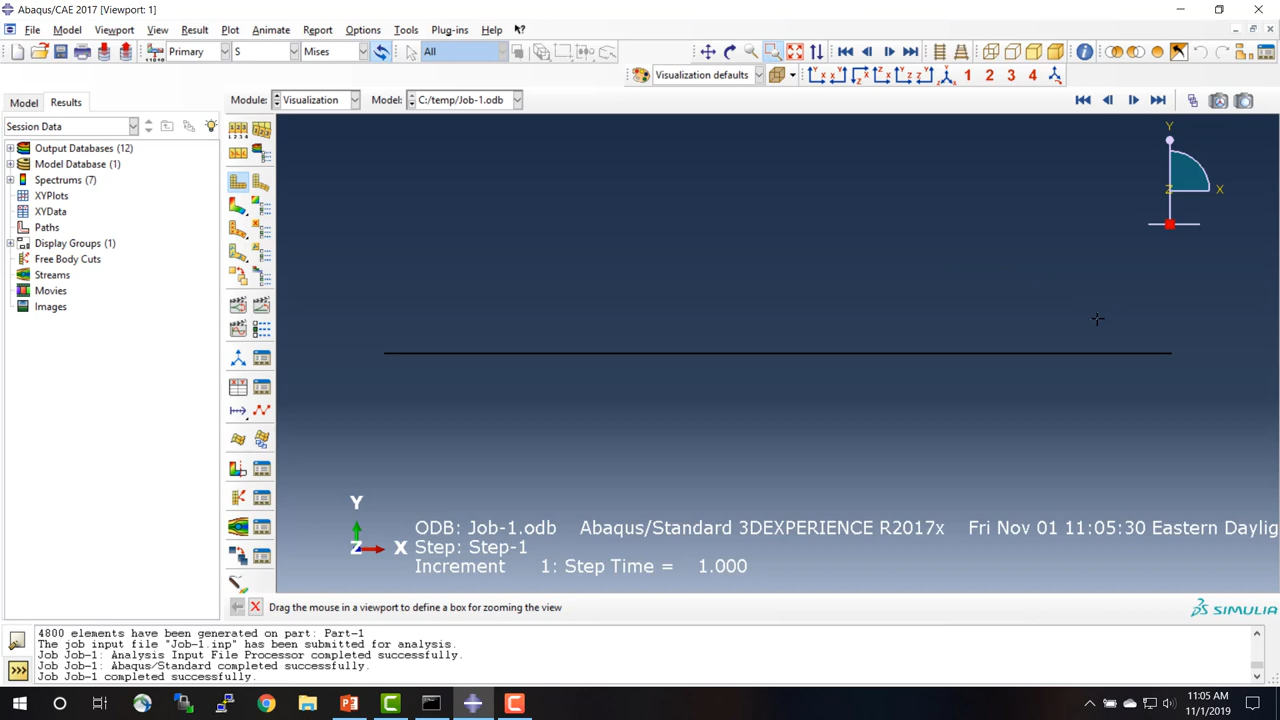 Abaqus/CAE 2017 [Viewport: 1]
File Model Viewport View Result Plot Animate Report Options Tools Plug-ins Help
Primary S Mises All
Visualization defaults 1 2 3 4
Model Results Module: Visualization Model: C:/temp/Job-1.odb
Session Data
Output Databases (12)
Model Database (1)
Spectrums (7)
XYPlots
XYData
Paths
Display Groups (1)
Free Body Cuts
Streams
Movies
Images
Y
Z X
Y
Z X
ODB: Job-1.odb Abaqus/Standard 3DEXPERIENCE R2017x Fri Nov 01 11:05:30 Eastern Daylig
Step: Step-1
Increment 1: Step Time = 1.000
Drag the mouse in a viewport to define a box for zooming the view
SIMULIA
4800 elements have been generated on part: Part-1
The job input file "Job-1.inp" has been submitted for analysis.
Job Job-1: Analysis Input File Processor completed successfully.
Job Job-1: Abaqus/Standard completed successfully.
Job Job-1 completed successfully.
11:05 AM
11/1/2019